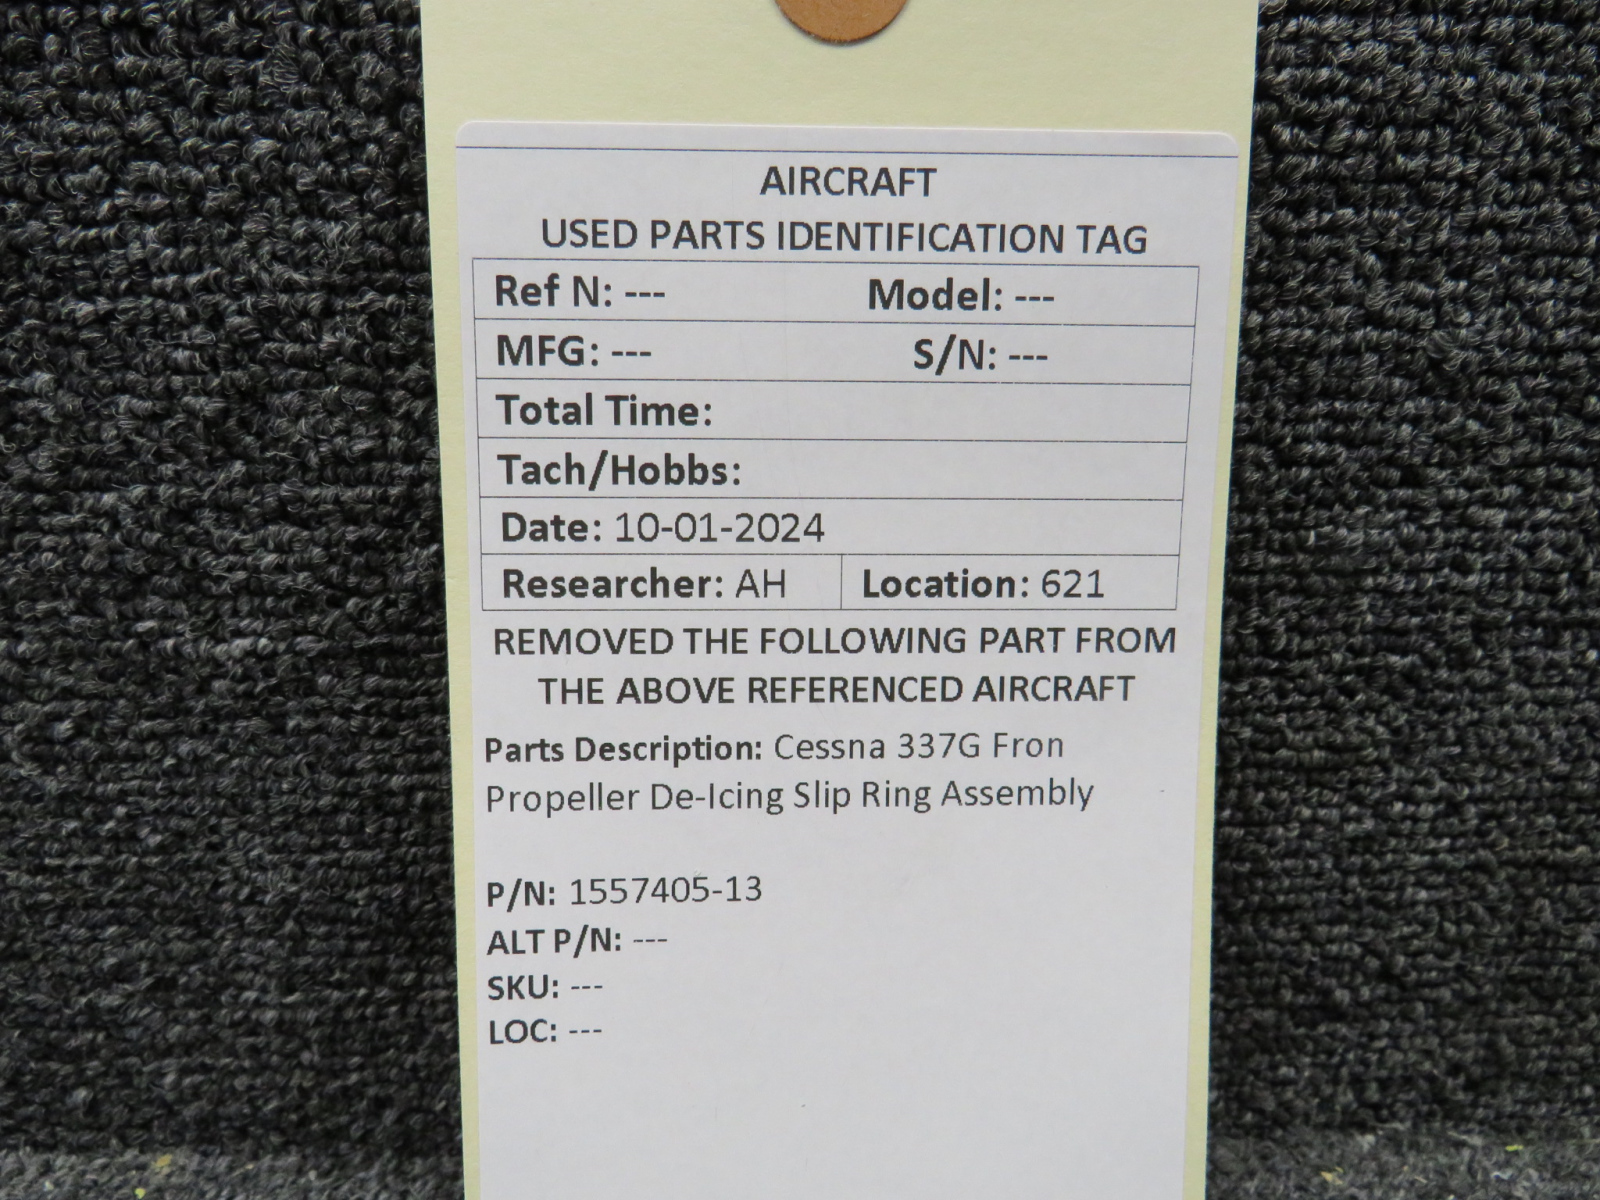 AIRCRAFT
USED PARTS IDENTIFICATION TAG
Ref N: --- Model: ---
MFG: --- S/N: ---
Total Time:
Tach/Hobbs:
Date: 10-01-2024
Researcher: AH Location: 621
REMOVED THE FOLLOWING PART FROM
THE ABOVE REFERENCED AIRCRAFT
Parts Description: Cessna 337G Fron
Propeller De-Icing Slip Ring Assembly
P/N: 1557405-13
ALT P/N: ---
SKU: ---
LOC: ---